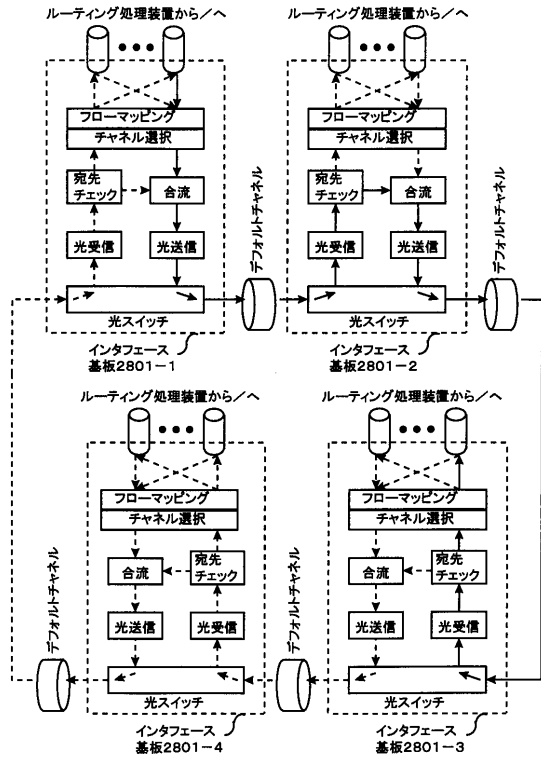 ルーティング処理装置から/へ
フローマッピング
チャネル選択
宛先
チェック
合流
光受信
光送信
光スイッチ
インタフェース
基板2801-1
デフォルトチャネル
ルーティング処理装置から/へ
フローマッピング
チャネル選択
宛先
チェック
合流
光受信
光送信
光スイッチ
インタフェース
基板2801-2
デフォルトチャネル
ルーティング処理装置から/へ
フローマッピング
チャネル選択
合流
宛先
チェック
光送信
光受信
光スイッチ
インタフェース
基板2801-4
デフォルトチャネル
ルーティング処理装置から/へ
フローマッピング
チャネル選択
合流
宛先
チェック
光送信
光受信
光スイッチ
インタフェース
基板2801-3
デフォルトチャネル